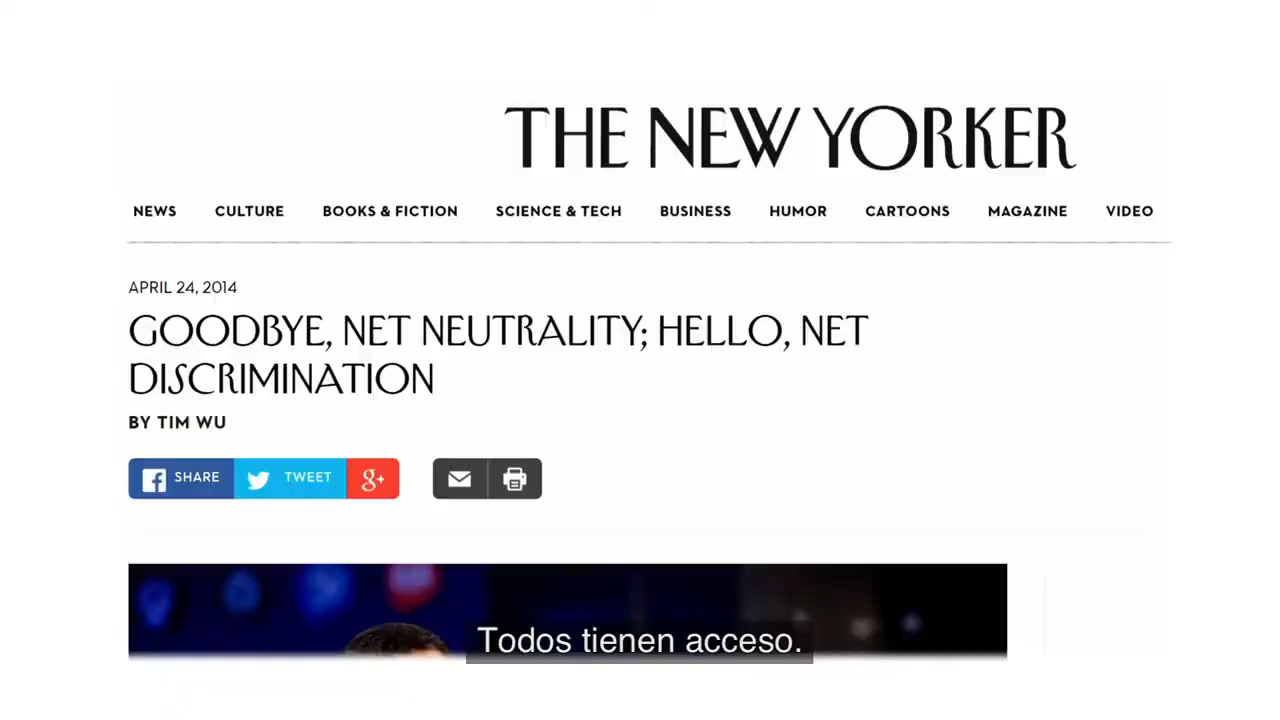 THE NEW YORKER
NEWS CULTURE BOOKS & FICTION SCIENCE & TECH BUSINESS HUMOR CARTOONS MAGAZINE VIDEO
APRIL 24, 2014
GOODBYE, NET NEUTRALITY; HELLO, NET
DISCRIMINATION
BY TIM WU
SHARE TWEET g+
Todos tienen acceso.